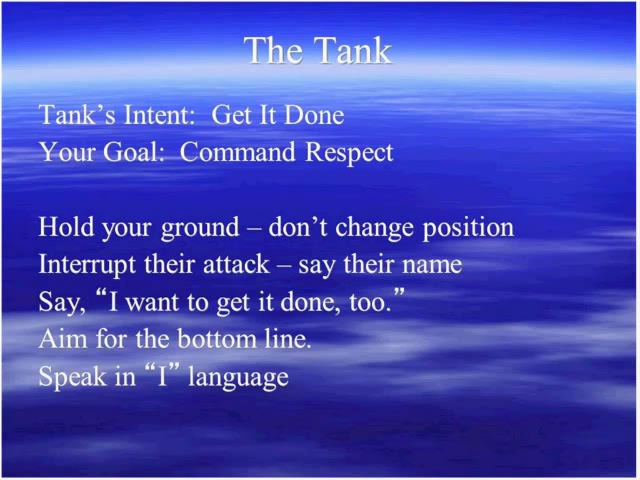 The Tank
Tank’s Intent:  Get It Done
Your Goal:  Command Respect
Hold your ground – don’t change position
Interrupt their attack – say their name
Say, “I want to get it done, too.”
Aim for the bottom line.
Speak in “I” language